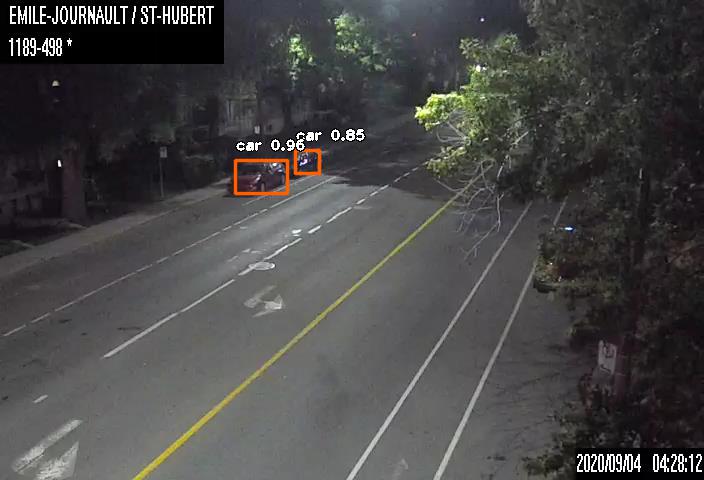 EMILE-JOURNAULT / ST-HUBERT
1189-498 *
car 0.96
car 0.85
2020/09/04 04:28:12